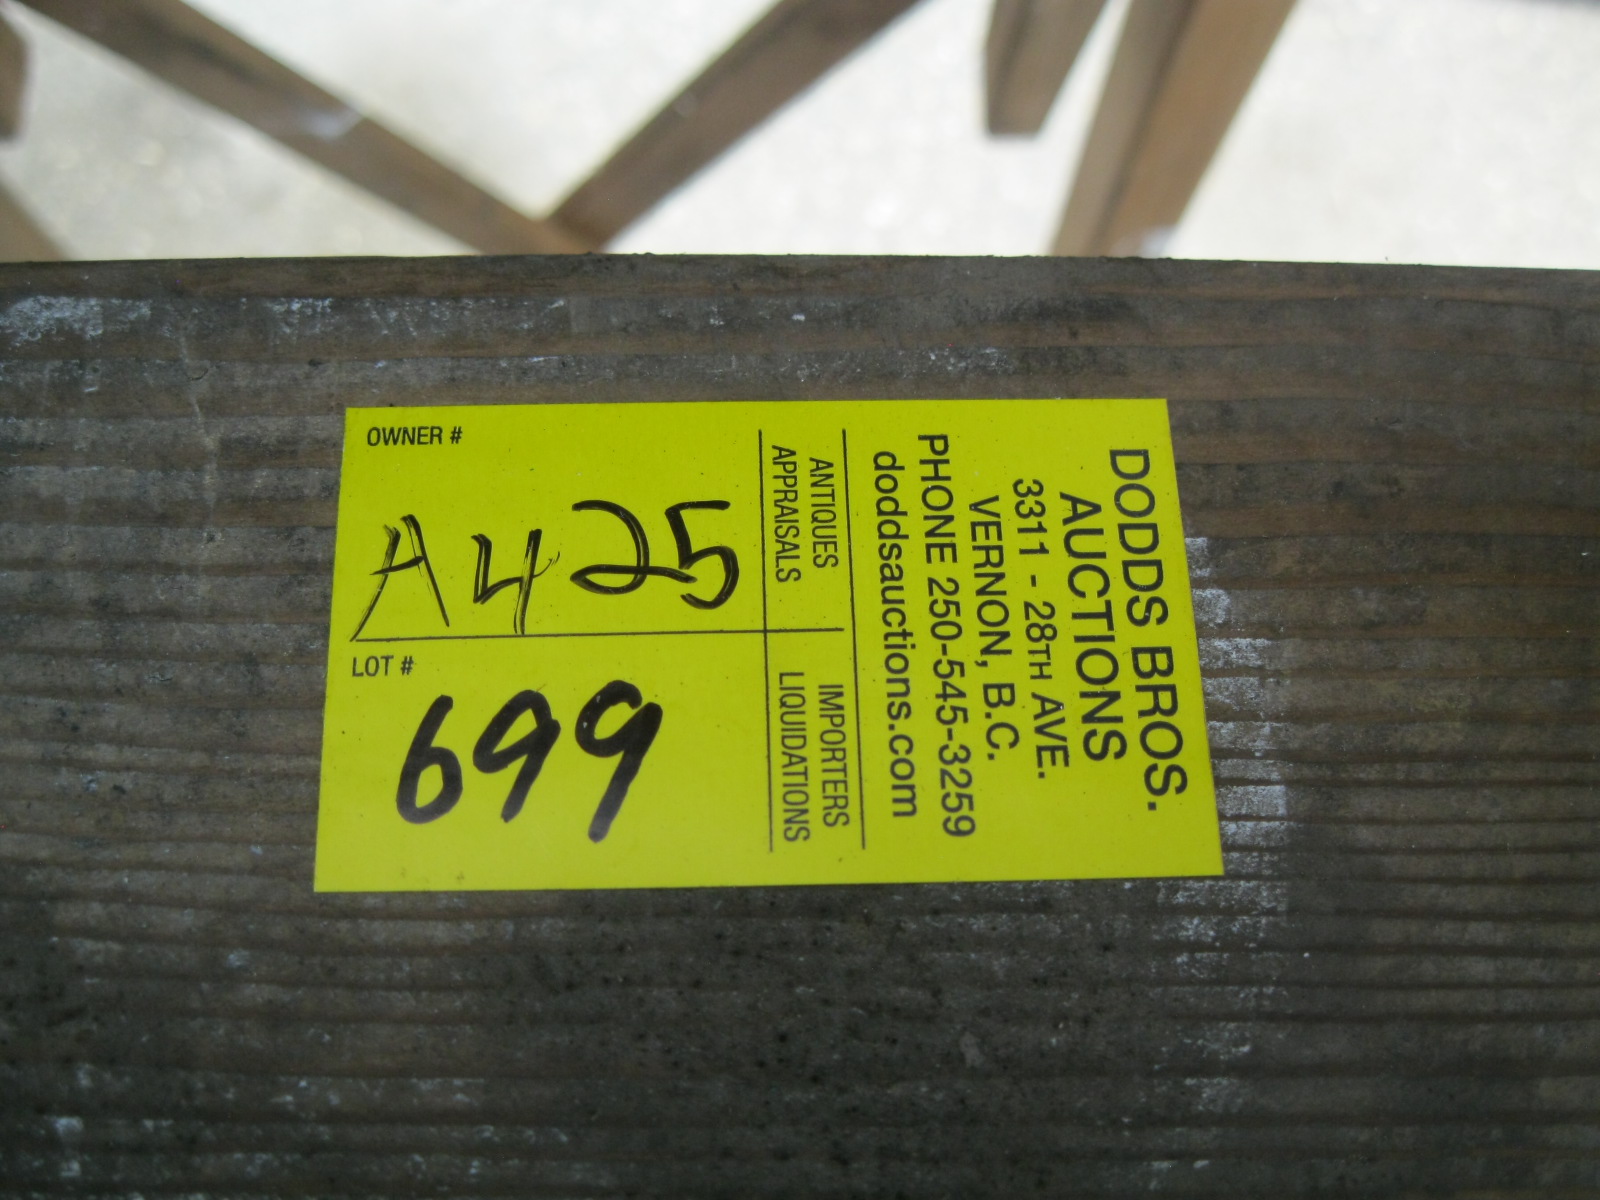 OWNER #
A425
LOT #
699
DODDS BROS.
AUCTIONS
3311 - 28TH AVE.
VERNON, B.C.
PHONE 250-545-3259
doddsauctions.com
ANTIQUES IMPORTERS
APPRAISALS LIQUIDATIONS